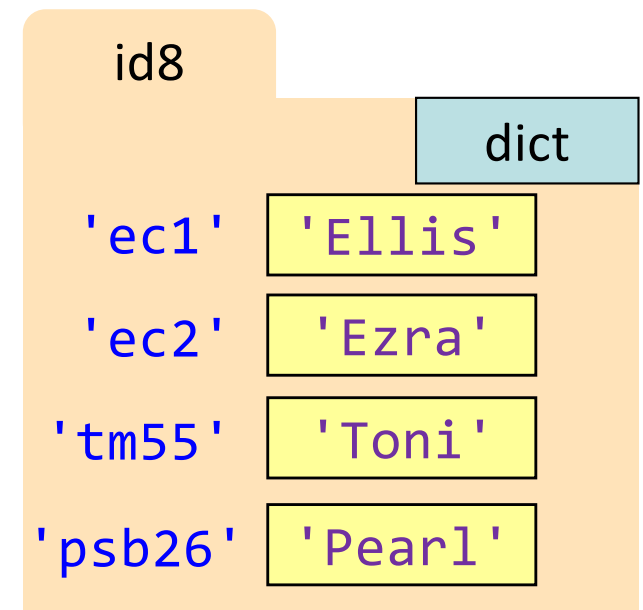 id8
dict
'ec1' 'Ellis'
'ec2' 'Ezra'
'tm55' 'Toni'
'psb26' 'Pearl'